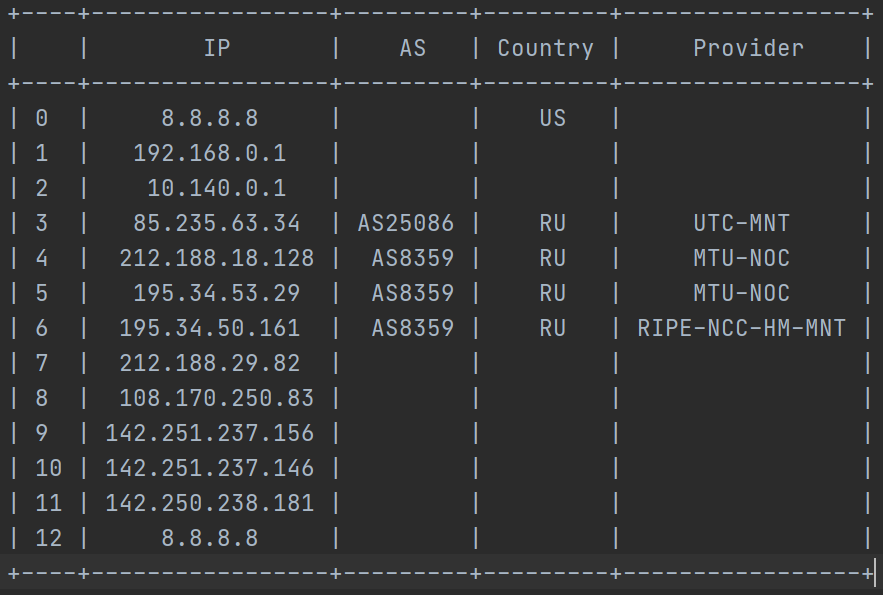 +----+-----------------+---------+---------+-----------------+
|    |        IP       |    AS   | Country |     Provider    |
+----+-----------------+---------+---------+-----------------+
| 0  |     8.8.8.8     |         |    US   |                 |
| 1  |   192.168.0.1   |         |         |                 |
| 2  |    10.140.0.1   |         |         |                 |
| 3  |   85.235.63.34  | AS25086 |    RU   |     UTC-MNT     |
| 4  |  212.188.18.128 |  AS8359 |    RU   |     MTU-NOC     |
| 5  |   195.34.53.29  |  AS8359 |    RU   |     MTU-NOC     |
| 6  |  195.34.50.161  |  AS8359 |    RU   | RIPE-NCC-HM-MNT |
| 7  |  212.188.29.82  |         |         |                 |
| 8  |  108.170.250.83 |         |         |                 |
| 9  | 142.251.237.156 |         |         |                 |
| 10 | 142.251.237.146 |         |         |                 |
| 11 | 142.250.238.181 |         |         |                 |
| 12 |     8.8.8.8     |         |         |                 |
+----+-----------------+---------+---------+-----------------+